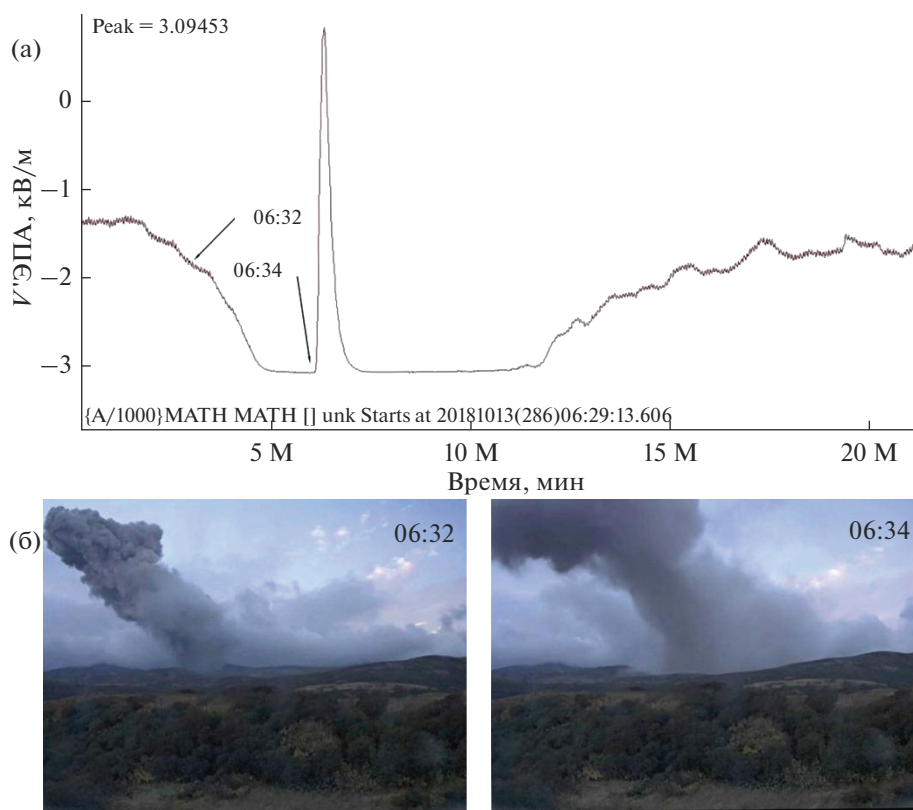 (а)
Peak = 3.09453
0
−1
−2
−3
V'ЭПА, кВ/м
06:32
06:34
{A/1000}MATH MATH [] unk Starts at 20181013(286)06:29:13.606
5 М 10 М 15 М 20 М
Время, мин
(б)
06:32 06:34